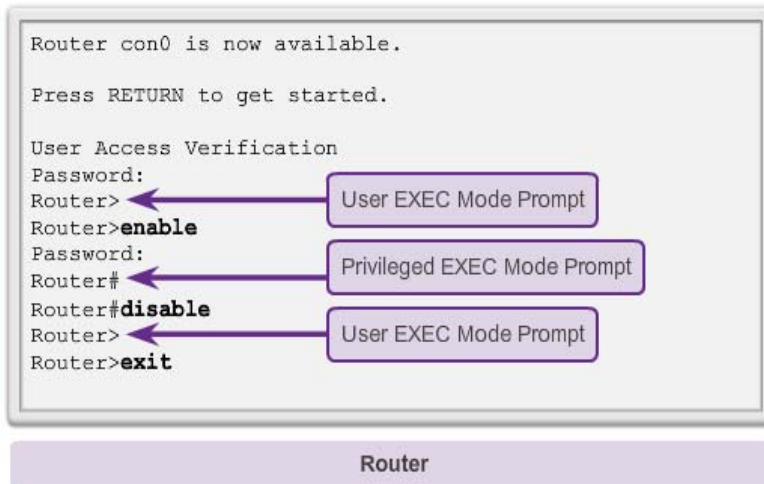 Router con0 is now available.
Press RETURN to get started.
User Access Verification
Password:
Router>
User EXEC Mode Prompt
Router>enable
Password:
Router#
Privileged EXEC Mode Prompt
Router#disable
Router>
User EXEC Mode Prompt
Router>exit
Router